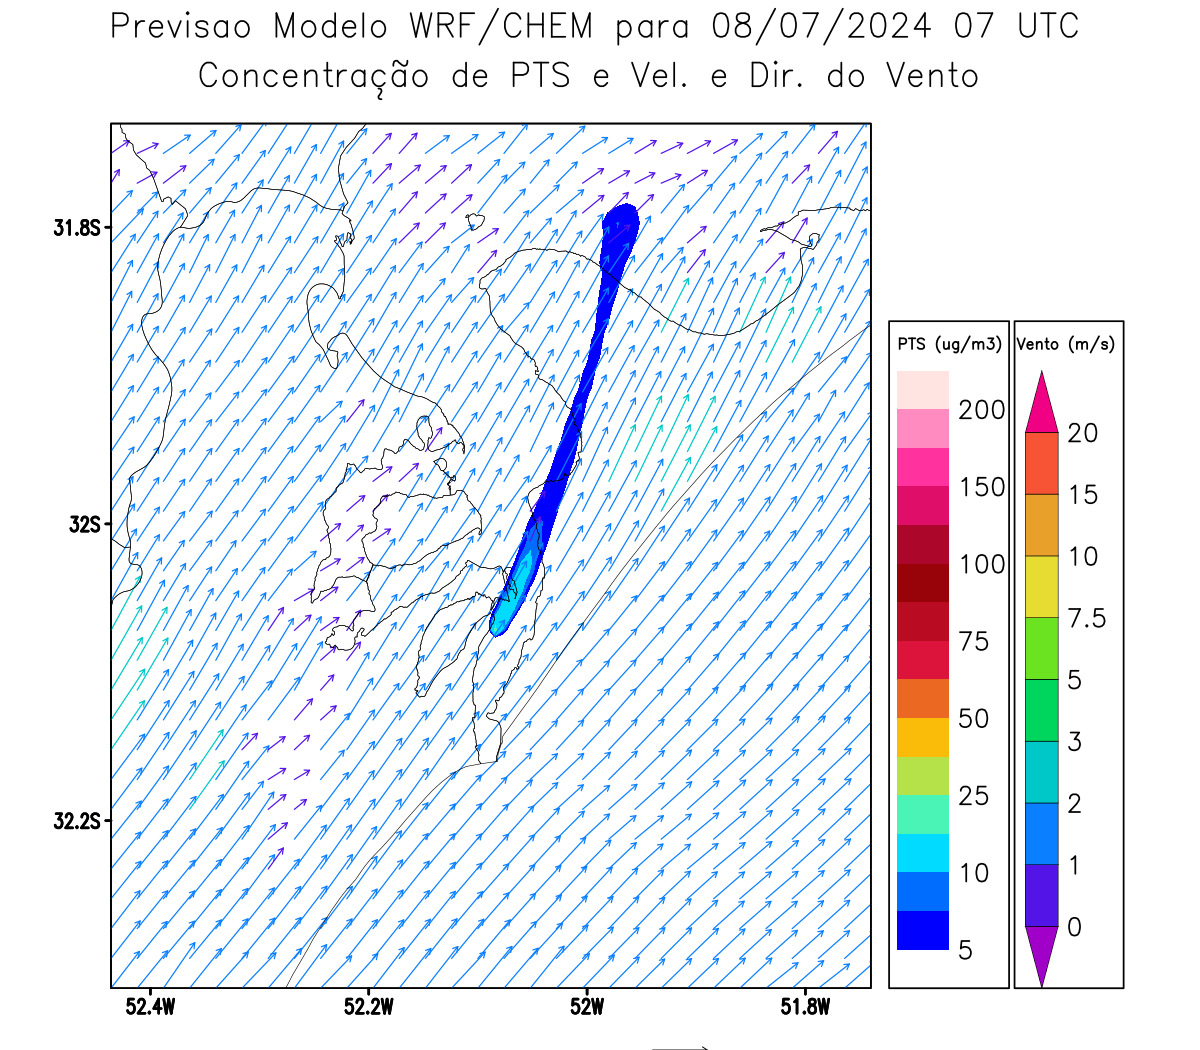 Previsao Modelo WRF/CHEM para 08/07/2024 07 UTC
Concentração de PTS e Vel. e Dir. do Vento
31.8S
32S
32.2S
52.4W
52.2W
52W
51.8W
PTS (ug/m3)
200
150
100
75
50
25
10
5
Vento (m/s)
20
15
10
7.5
5
3
2
1
0